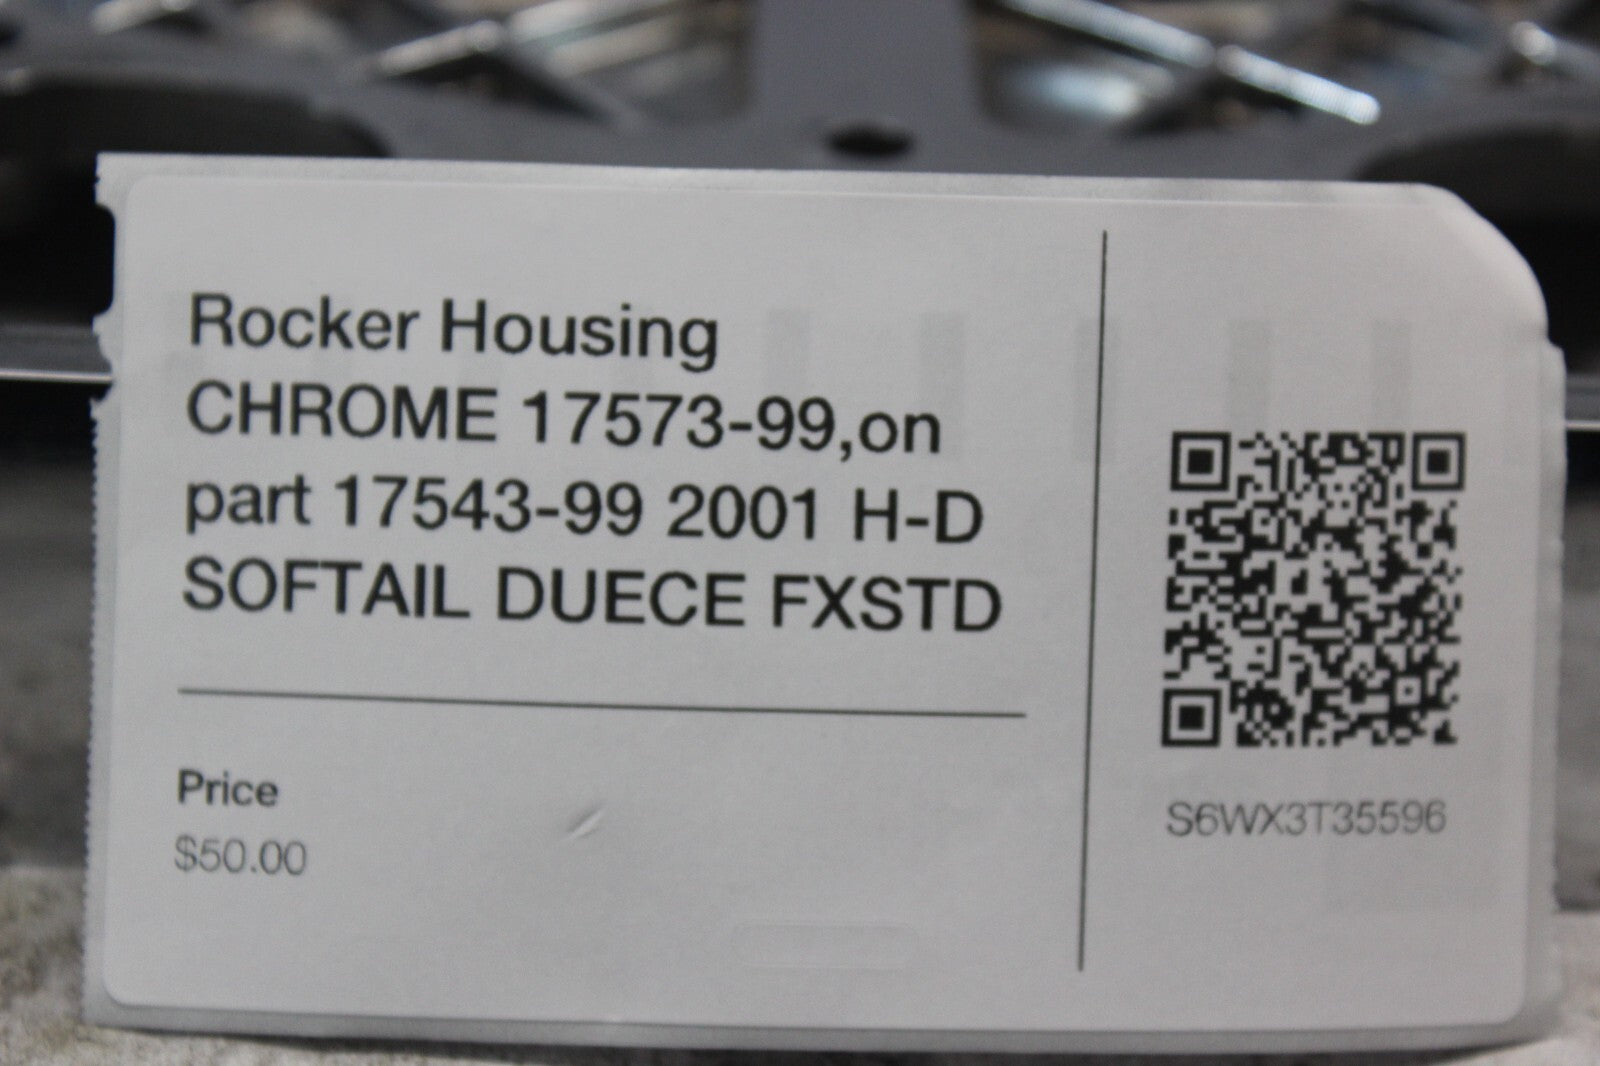 Rocker Housing
CHROME 17573-99,on
part 17543-99 2001 H-D
SOFTAIL DUECE FXSTD
Price
$50.00
S6WX3T35596